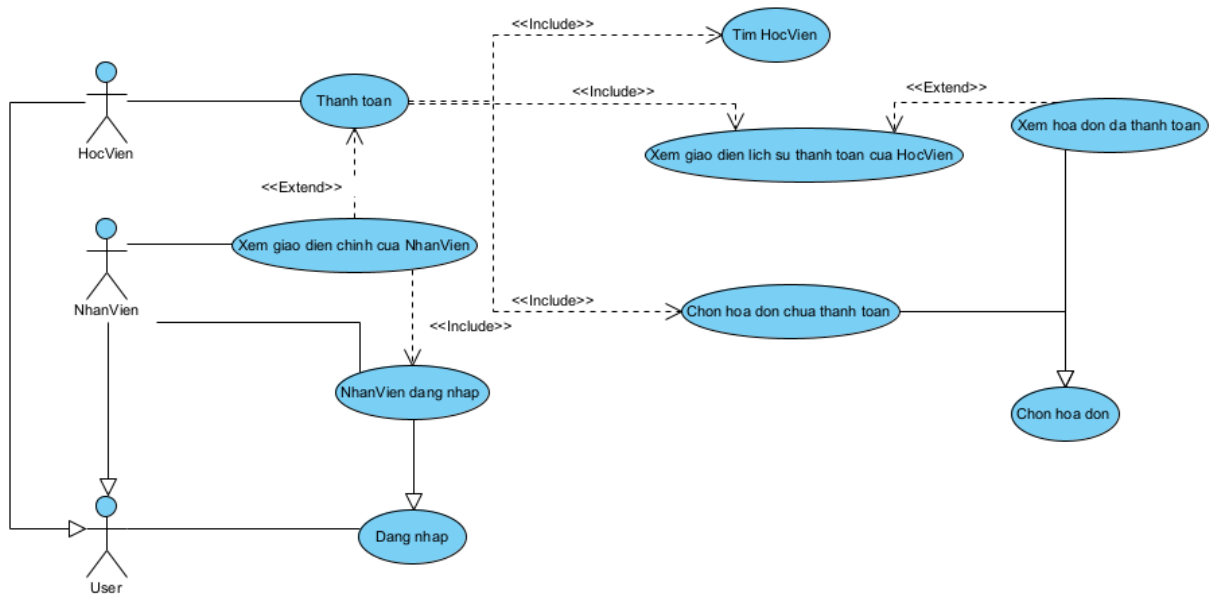 <<Include>>
Tim HocVien
HocVien
Thanh toan
<<Include>>
<<Extend>>
Xem hoa don da thanh toan
Xem giao dien lich su thanh toan cua HocVien
<<Extend>>
NhanVien
Xem giao dien chinh cua NhanVien
<<Include>>
Chon hoa don chua thanh toan
<<Include>>
NhanVien dang nhap
Chon hoa don
User
Dang nhap